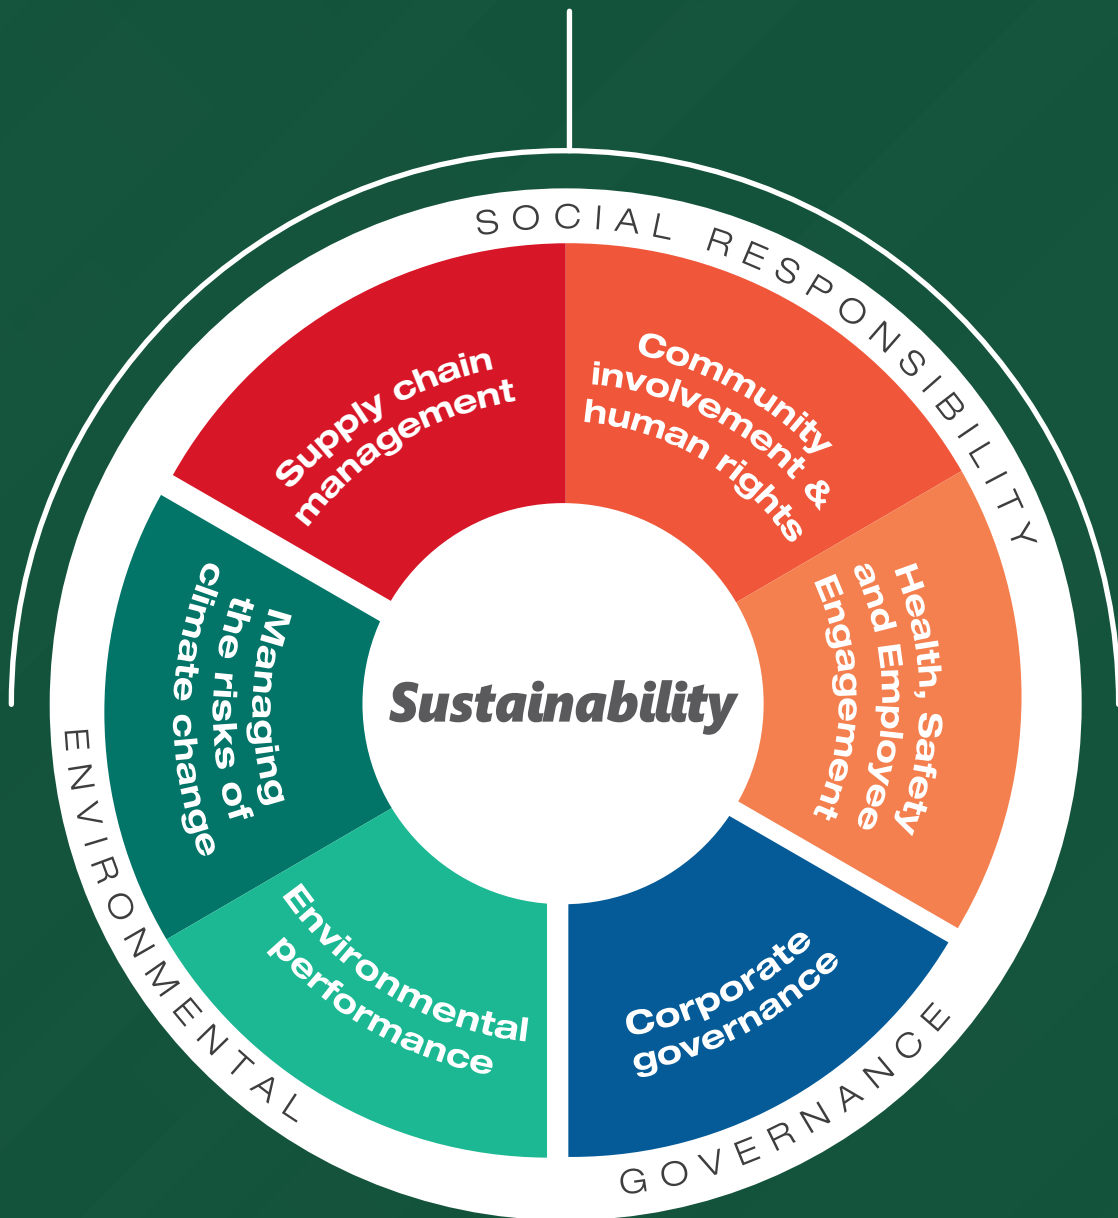 SOCIAL RESPONSIBILITY
Supply chain
management
Community
involvement &
human rights
Health, Safety
and Employee
Engagement
Managing
the risks of
climate change
Sustainability
Environmental
performance
Corporate
governance
ENVIRONMENTAL
GOVERNANCE